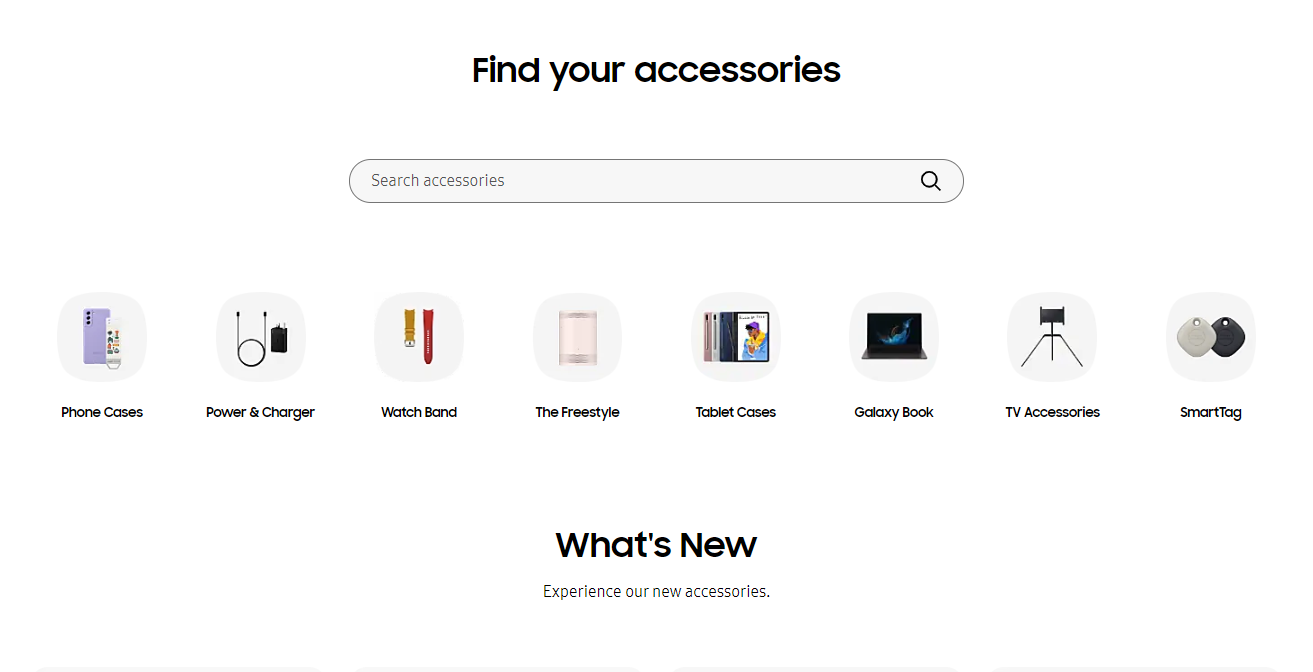 Find your accessories
Search accessories
Phone Cases
Power & Charger
Watch Band
The Freestyle
Tablet Cases
Galaxy Book
TV Accessories
SmartTag
What's New
Experience our new accessories.